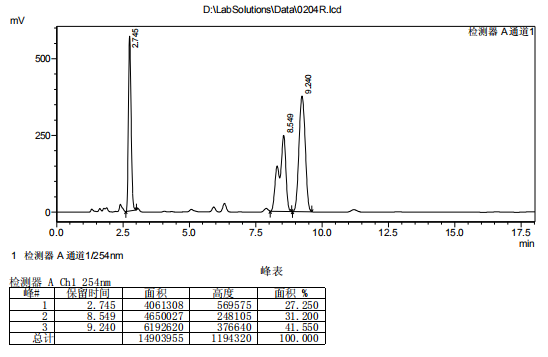 D:\LabSolutions\Data\0204R.lcd
mV
检测器 A 通道1
500
250
0
2.745
8.549
9.240
0.0 2.5 5.0 7.5 10.0 12.5 15.0 17.5
min
1 检测器 A 通道1/254nm
峰表
检测器 A Ch1 254nm
峰# 保留时间 面积 高度 面积 %
1 2.745 4061308 569575 27.250
2 8.549 4650027 248105 31.200
3 9.240 6192620 376640 41.550
总计 14903955 1194320 100.000